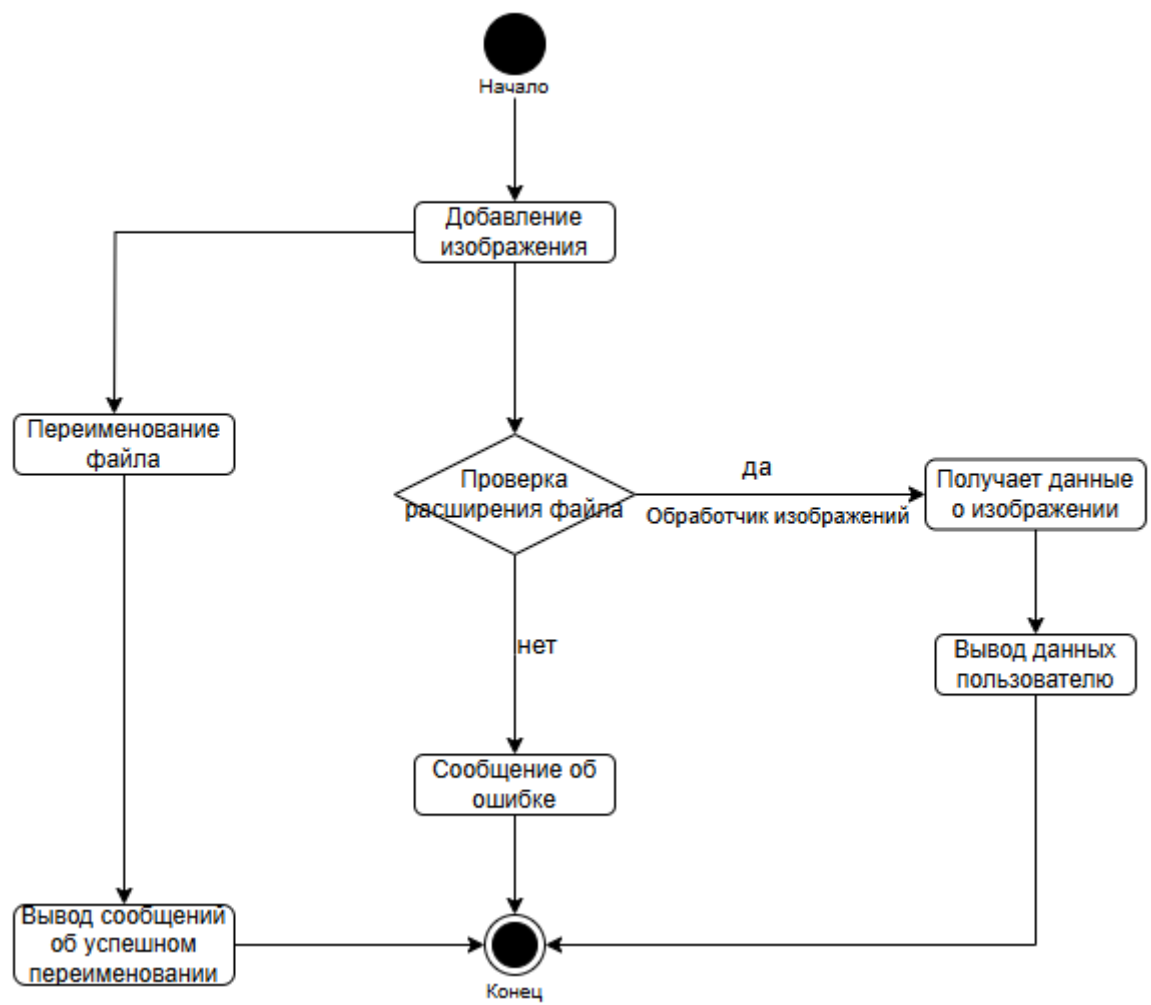 Начало
Добавление
изображения
Переименование
файла
Проверка
расширения файла
да
Обработчик изображений
Получает данные
о изображении
нет
Вывод данных
пользователю
Сообщение об
ошибке
Вывод сообщений
об успешном
переименовании
Конец